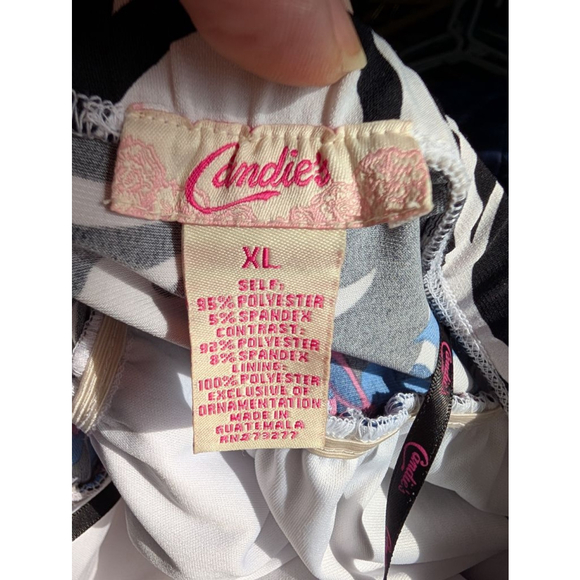 Candie's
XL
SELF:
95% POLYESTER
5% SPANDEX
CONTRAST:
92% POLYESTER
8% SPANDEX
LINING:
100% POLYESTER
EXCLUSIVE OF
ORNAMENTATION
MADE IN
GUATEMALA
RN#79277
Candie's